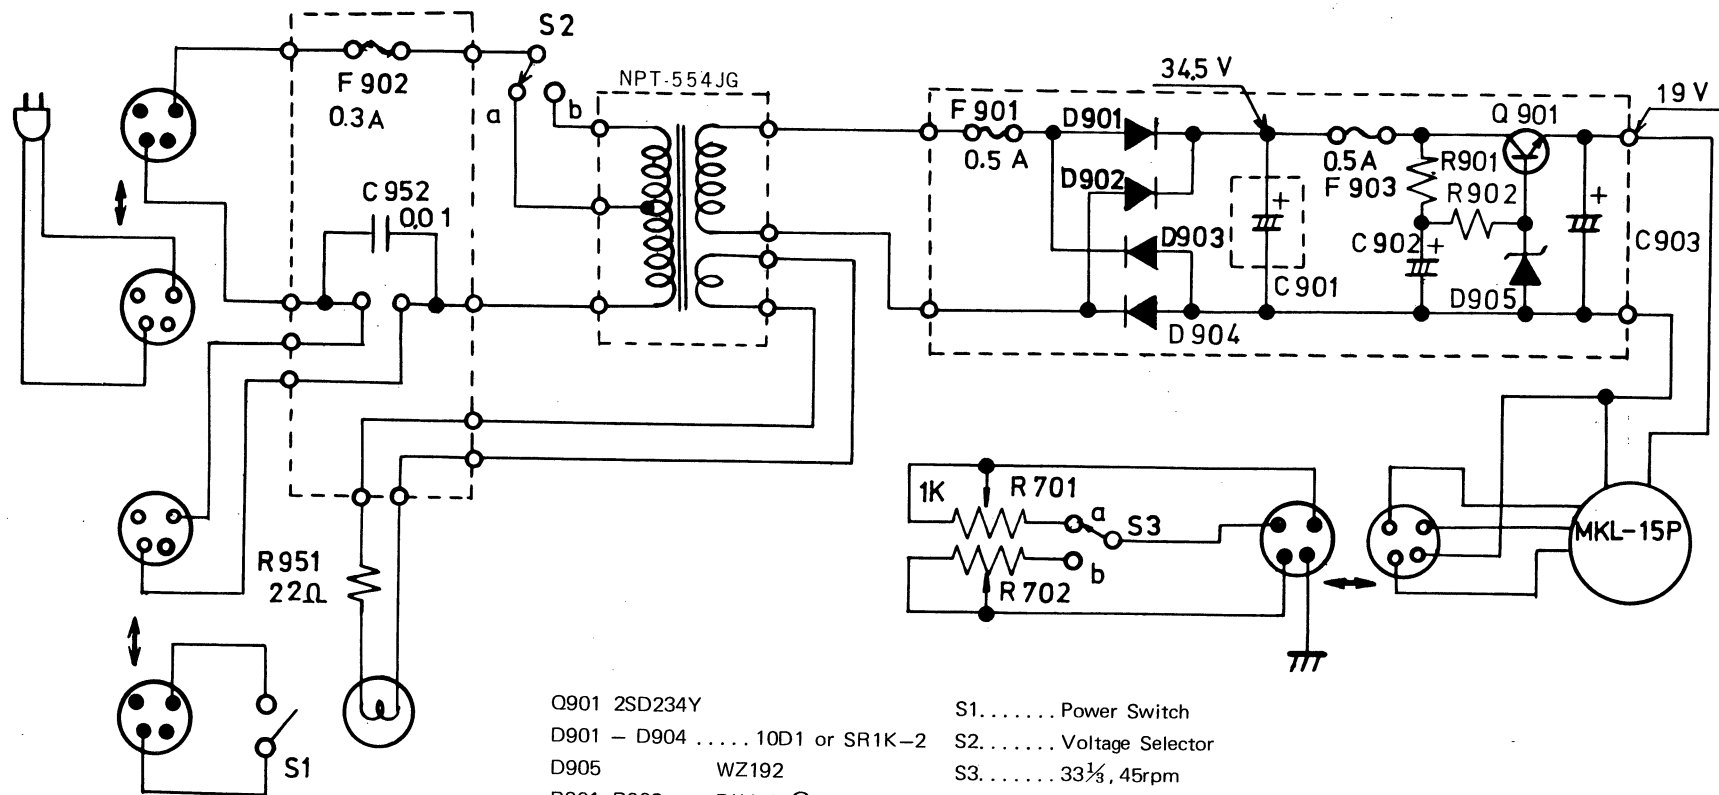 S2
F902
0.3A
a
b
NPT-554JG
34.5 V
19 V
F901
0.5 A
D901
D902
D903
D904
0.5A
F903
Q901
R901
R902
C902
+
+
+
C901
D905
C903
C952
0.01
R951
22Ω
1K
R701
a
S3
b
R702
MKL-15P
S1
Q901 2SD234Y
D901 – D904 ..... 10D1 or SR1K–2
D905 WZ192
S1....... Power Switch
S2....... Voltage Selector
S3....... 33⅓, 45rpm